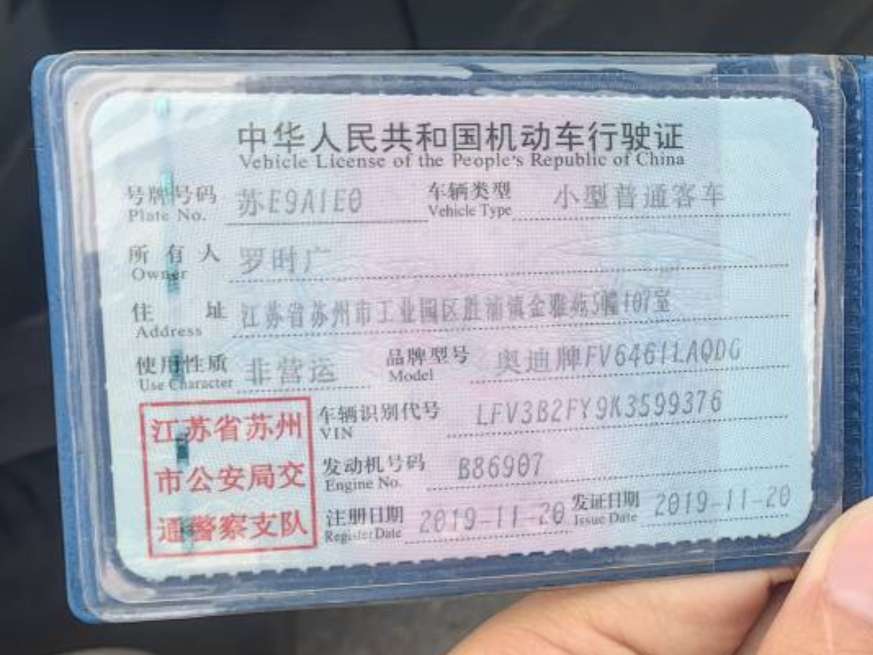 中华人民共和国机动车行驶证
Vehicle License of the People's Republic of China
号牌号码 苏E9A1E0 车辆类型 小型普通客车
Plate No. Vehicle Type
所有人 罗时广
Owner
住址 江苏省苏州市工业园区胜浦镇金雅苑5幢107室
Address
使用性质 非营运 品牌型号 奥迪牌FV6461LAQDG
Use Character Model
江苏省苏州 车辆识别代号 LFV3B2FY9K3599376
VIN
市公安局交 发动机号码 B86907
Engine No.
通警察支队 注册日期 2019-11-20 发证日期 2019-11-20
Register Date Issue Date